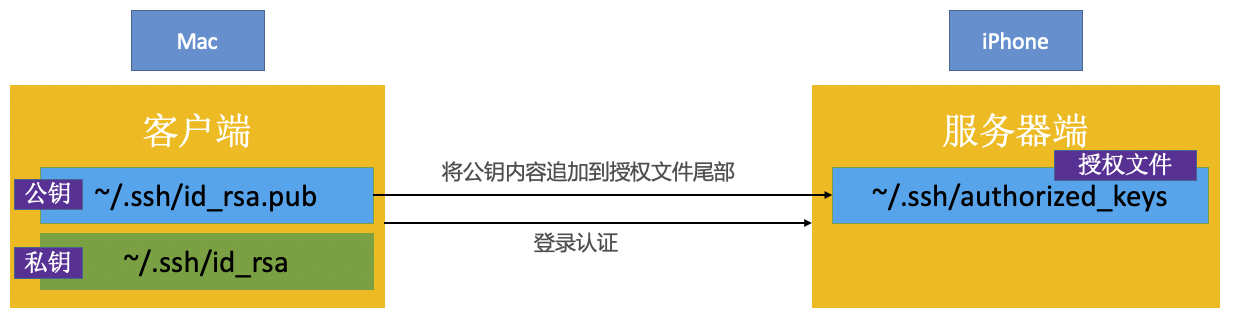 Mac
iPhone
客户端
服务器端
授权文件
将公钥内容追加到授权文件尾部
公钥
~/.ssh/id_rsa.pub
~/.ssh/authorized_keys
登录认证
私钥
~/.ssh/id_rsa